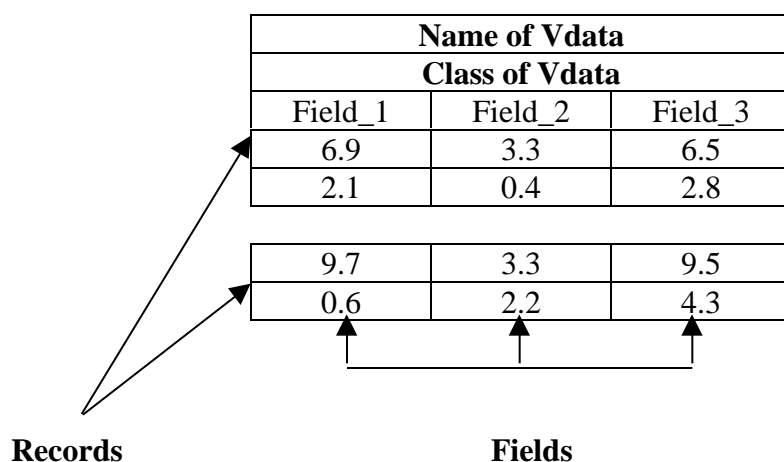 Name of Vdata
Class of Vdata
Field_1 Field_2 Field_3
6.9 3.3 6.5
2.1 0.4 2.8
9.7 3.3 9.5
0.6 2.2 4.3
Records Fields